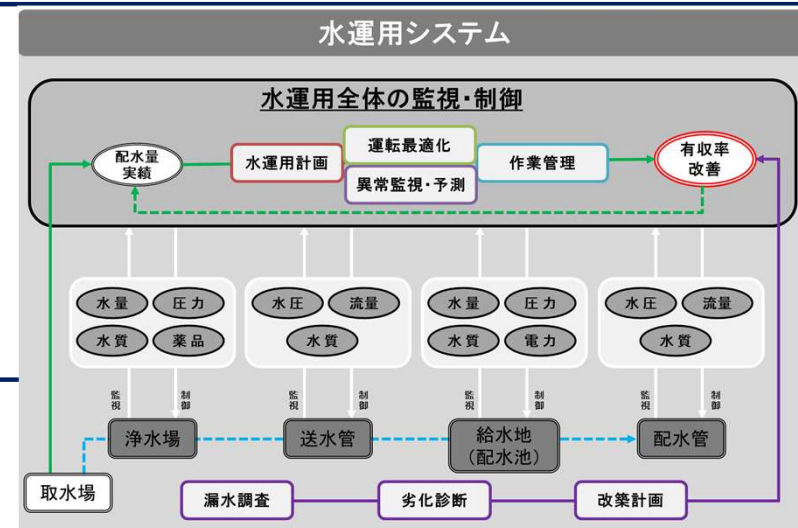 水運用システム
水運用全体の監視・制御
配水量
実績
水運用計画
運転最適化
異常監視・予測
作業管理
有収率
改善
水量
圧力
水質
薬品
水圧
流量
水質
水量
圧力
水質
電力
水圧
流量
水質
監視
制御
監視
制御
監視
制御
監視
制御
浄水場
送水管
給水地
(配水池)
配水管
取水場
漏水調査
劣化診断
改築計画